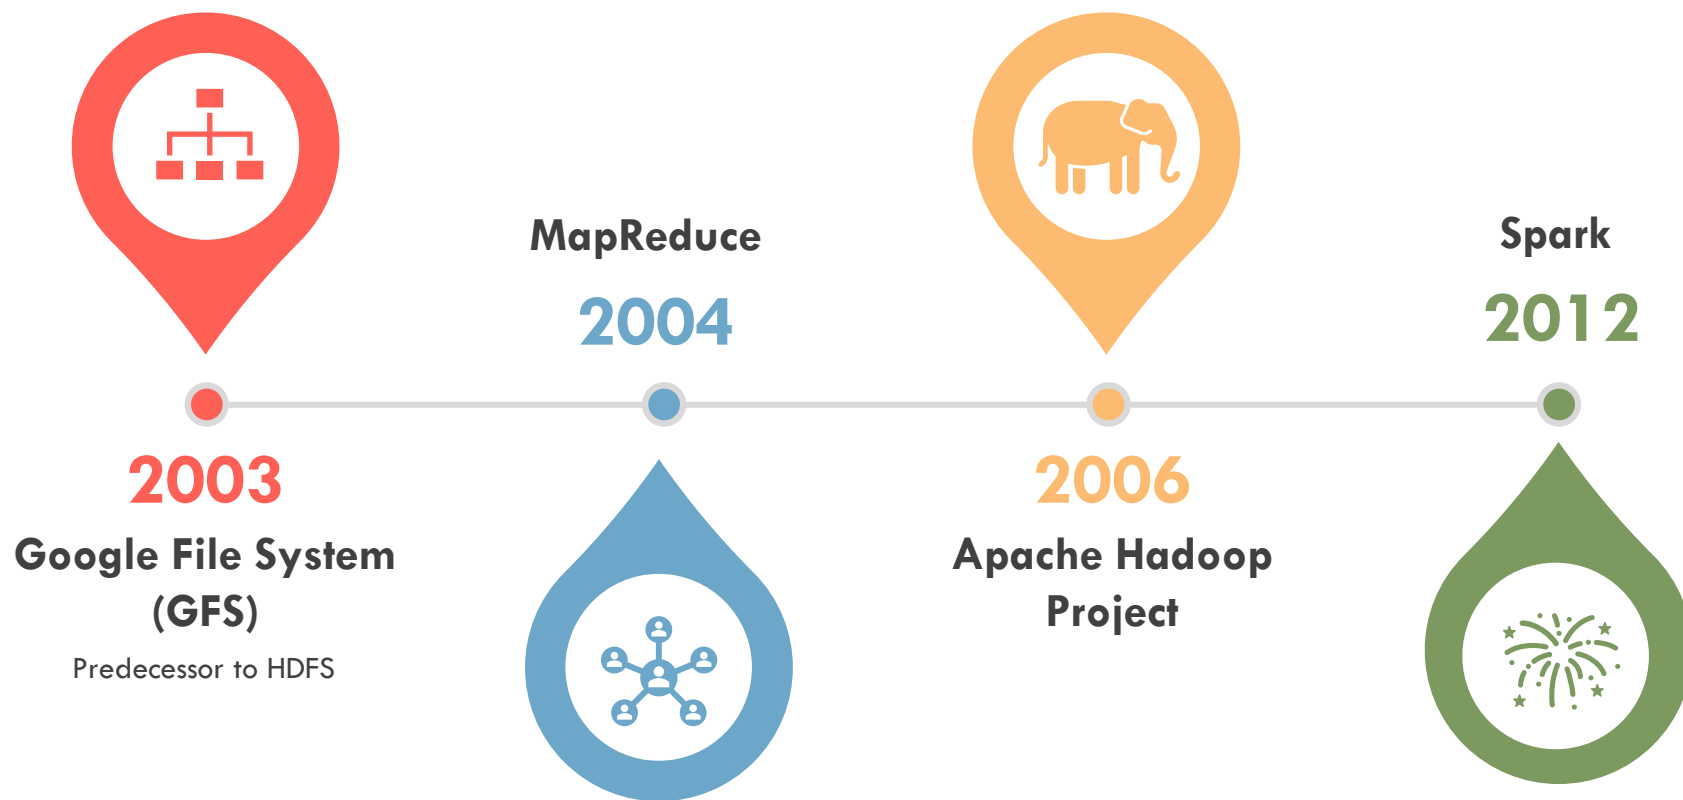 2003
Google File System
(GFS)
Predecessor to HDFS
MapReduce
2004
2006
Apache Hadoop
Project
Spark
2012